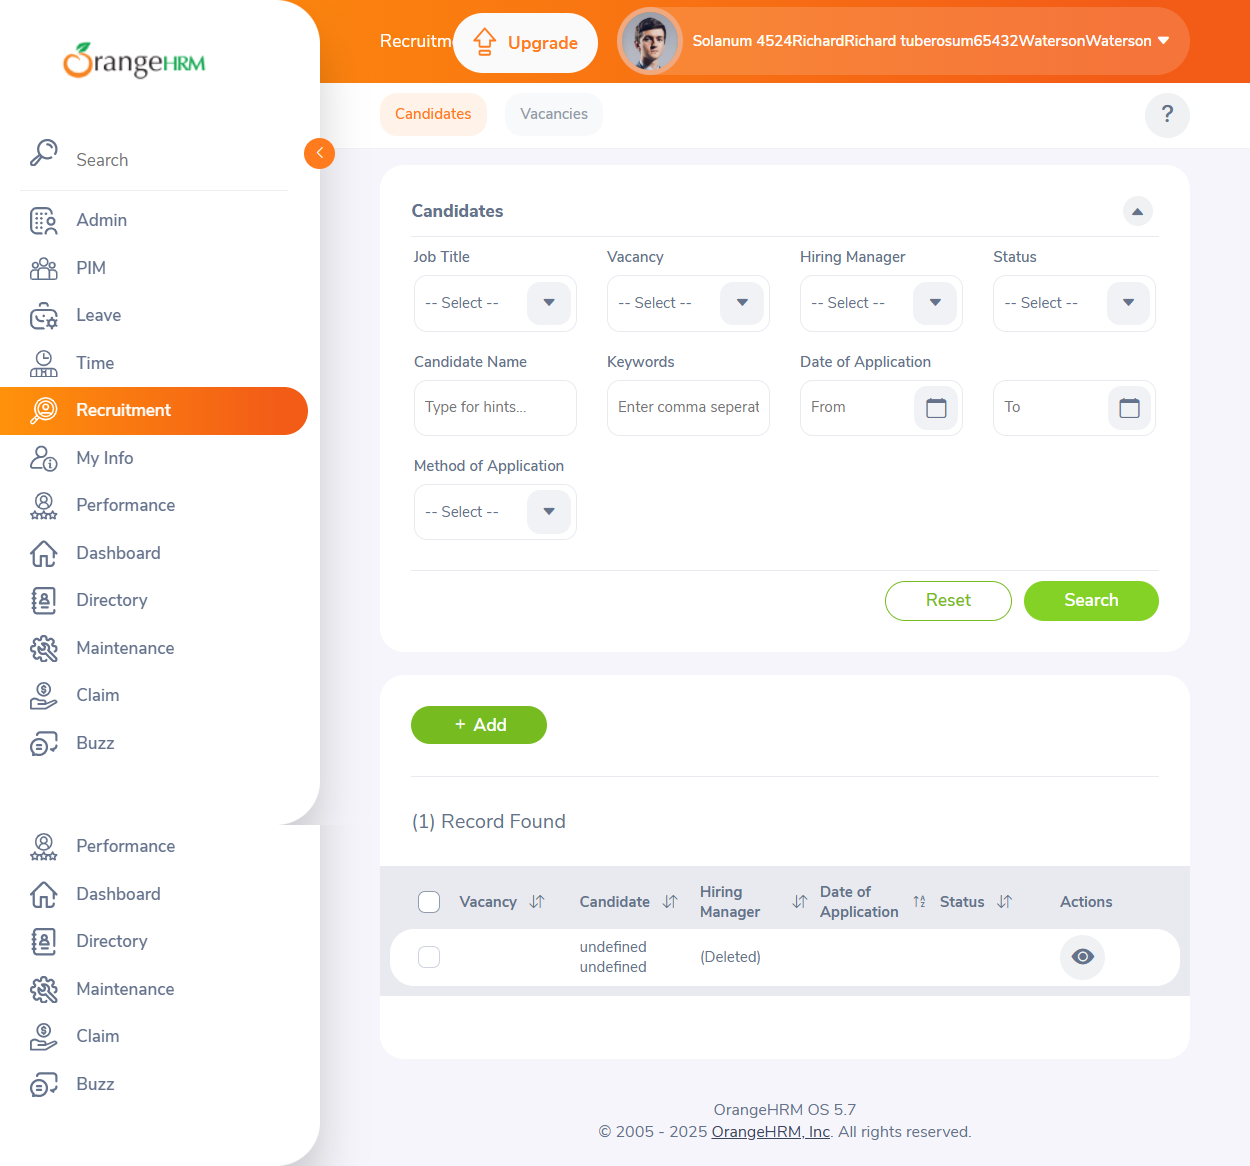 OrangeHRM
Recruitm
Upgrade
Solanum 4524RichardRichard tuberosum65432WatersonWaterson
Candidates
Vacancies
?
Search
Admin
PIM
Leave
Time
Recruitment
My Info
Performance
Dashboard
Directory
Maintenance
Claim
Buzz
Performance
Dashboard
Directory
Maintenance
Claim
Buzz
Candidates
Job Title
Vacancy
Hiring Manager
Status
-- Select --
-- Select --
-- Select --
-- Select --
Candidate Name
Keywords
Date of Application
Type for hints...
Enter comma seperat
From
To
Method of Application
-- Select --
Reset
Search
+ Add
(1) Record Found
Vacancy
Candidate
Hiring
Manager
Date of
Application
Status
Actions
undefined
undefined
(Deleted)
OrangeHRM OS 5.7
© 2005 - 2025 OrangeHRM, Inc. All rights reserved.